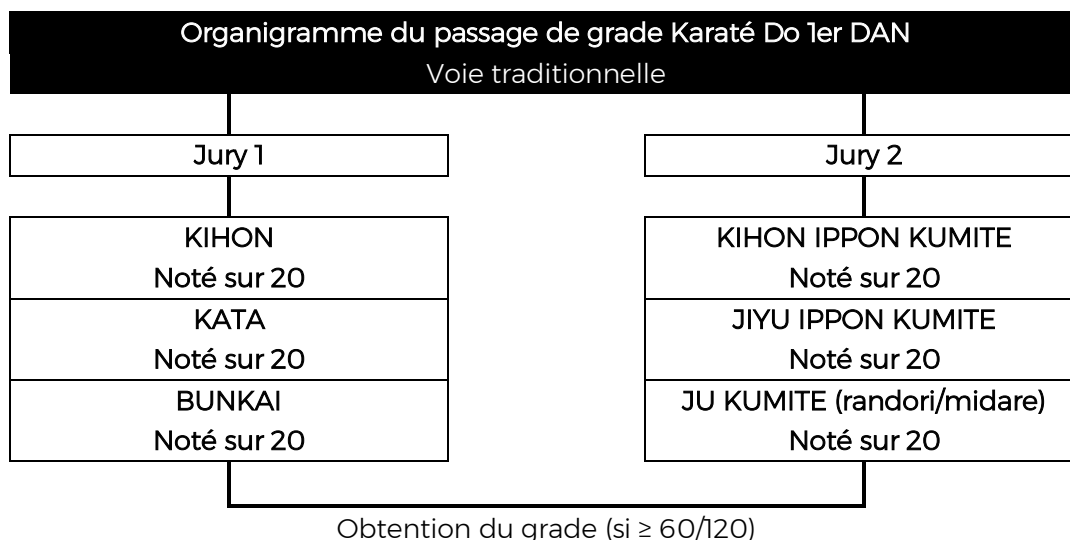 Organigramme du passage de grade Karaté Do 1er DAN
Voie traditionnelle
Jury 1
KIHON
Noté sur 20
KATA
Noté sur 20
BUNKAI
Noté sur 20
Jury 2
KIHON IPPON KUMITE
Noté sur 20
JIYU IPPON KUMITE
Noté sur 20
JU KUMITE (randori/midare)
Noté sur 20
Obtention du grade (si ≥ 60/120)